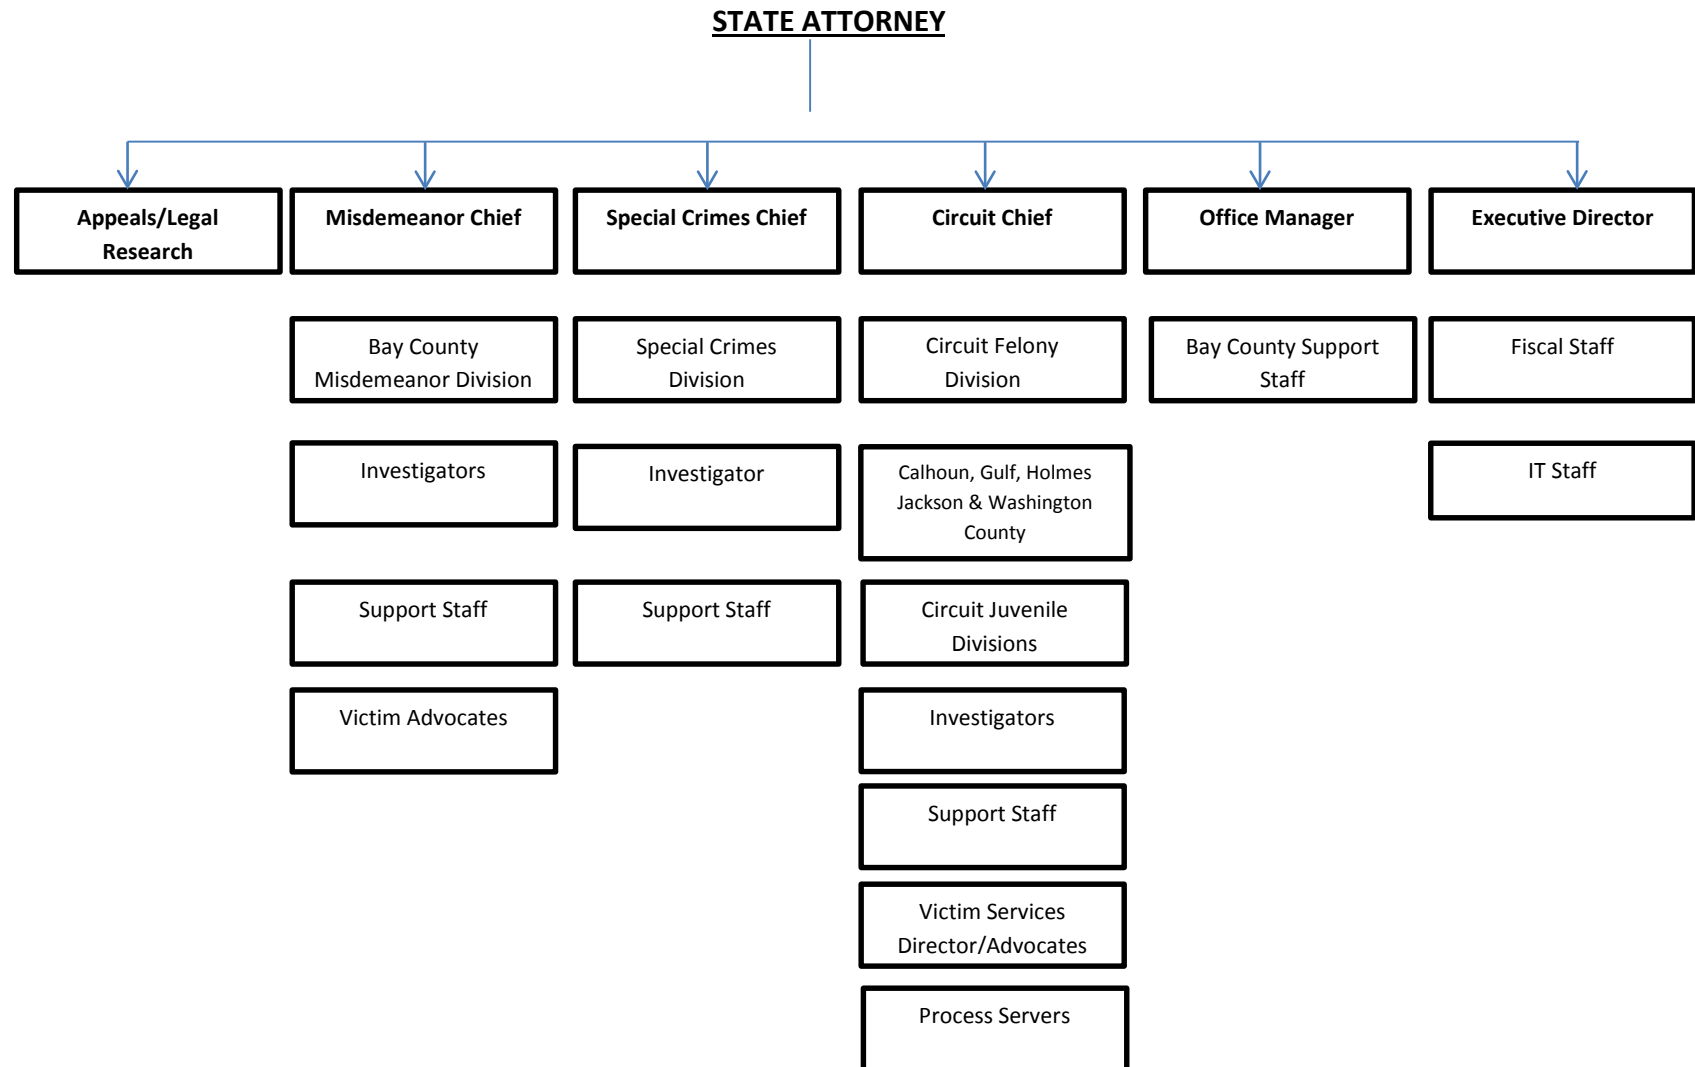 STATE ATTORNEY
Appeals/Legal
Research
Misdemeanor Chief
Special Crimes Chief
Circuit Chief
Office Manager
Executive Director
Bay County
Misdemeanor Division
Special Crimes
Division
Circuit Felony
Division
Bay County Support
Staff
Fiscal Staff
Investigators
Investigator
Calhoun, Gulf, Holmes
Jackson & Washington
County
IT Staff
Support Staff
Support Staff
Circuit Juvenile
Divisions
Victim Advocates
Investigators
Support Staff
Victim Services
Director/Advocates
Process Servers